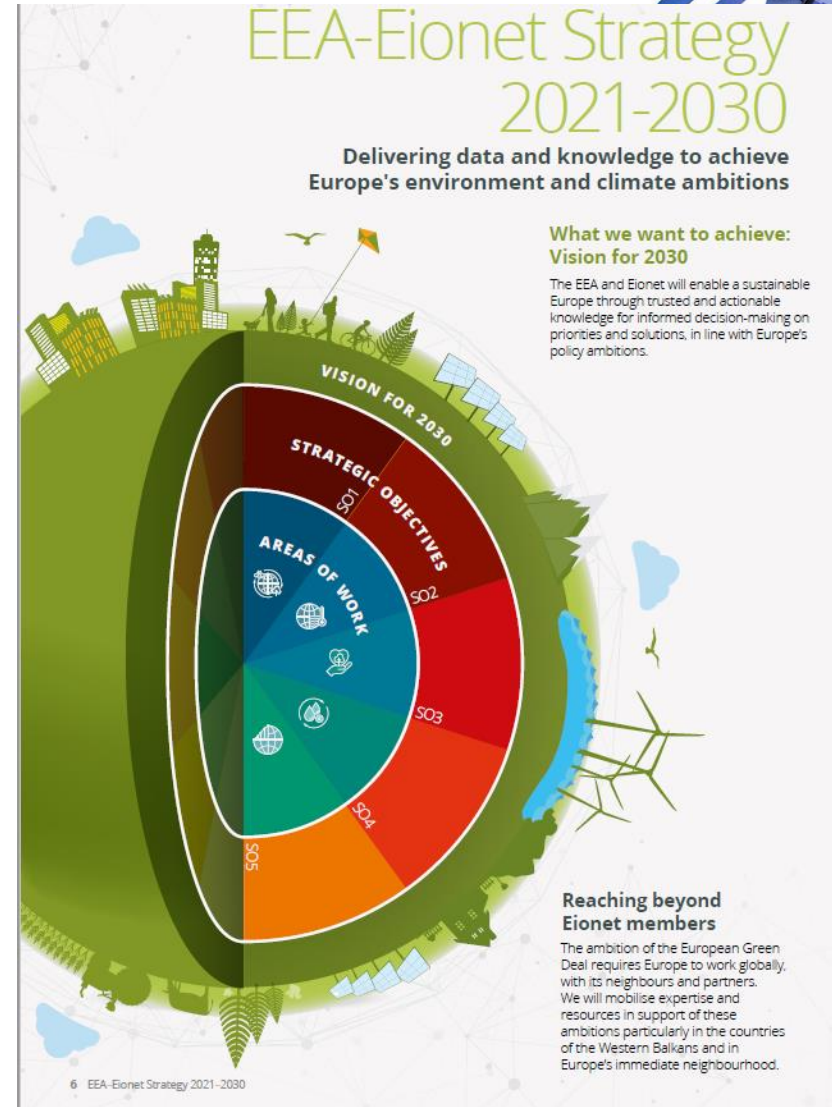 EEA-Eionet Strategy
2021-2030
Delivering data and knowledge to achieve
Europe's environment and climate ambitions
What we want to achieve:
Vision for 2030
The EEA and Eionet will enable a sustainable
Europe through trusted and actionable
knowledge for informed decision-making on
priorities and solutions, in line with Europe's
policy ambitions.
VISION FOR 2030
STRATEGIC OBJECTIVES
SO1
AREAS OF WORK
SO2
SO3
SO4
SO5
Reaching beyond
Eionet members
The ambition of the European Green
Deal requires Europe to work globally,
with its neighbours and partners.
We will mobilise expertise and
resources in support of these
ambitions particularly in the countries
of the Western Balkans and in
Europe's immediate neighbourhood.
6 EEA-Eionet Strategy 2021-2030